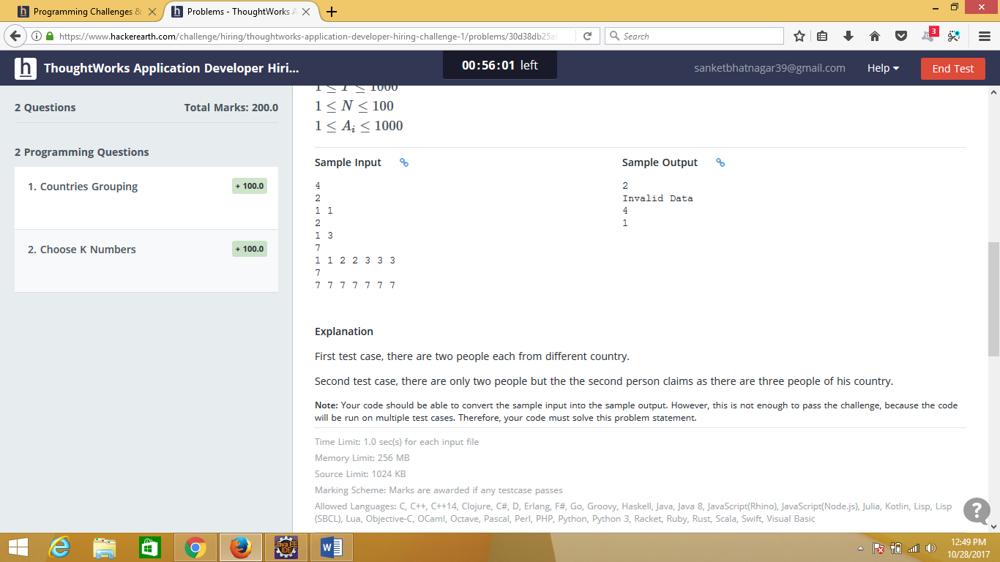 Programming Challenges &
Problems - ThoughtWorks A
https://www.hackerearth.com/challenge/hiring/thoughtworks-application-developer-hiring-challenge-1/problems/30d38db25af
Search
3
h
ThoughtWorks Application Developer Hiri...
00:56:01 left
sanketbhatnagar39@gmail.com
Help
End Test
2 Questions
Total Marks: 200.0
2 Programming Questions
1. Countries Grouping
+ 100.0
2. Choose K Numbers
+ 100.0
1 ≤ T ≤ 1000
1 ≤ N ≤ 100
1 ≤ Ai ≤ 1000
Sample Input
4
2
1 1
2
1 3
7
1 1 2 2 3 3 3
7
7 7 7 7 7 7 7
Sample Output
2
Invalid Data
4
1
Explanation
First test case, there are two people each from different country.
Second test case, there are only two people but the the second person claims as there are three people of his country.
Note: Your code should be able to convert the sample input into the sample output. However, this is not enough to pass the challenge, because the code
will be run on multiple test cases. Therefore, your code must solve this problem statement.
Time Limit: 1.0 sec(s) for each input file
Memory Limit: 256 MB
Source Limit: 1024 KB
Marking Scheme: Marks are awarded if any testcase passes
Allowed Languages: C, C++, C++14, Clojure, C#, D, Erlang, F#, Go, Groovy, Haskell, Java, Java 8, JavaScript(Rhino), JavaScript(Node.js), Julia, Kotlin, Lisp, Lisp
(SBCL), Lua, Objective-C, OCaml, Octave, Pascal, Perl, PHP, Python, Python 3, Racket, Ruby, Rust, Scala, Swift, Visual Basic
?
Java EE
IDE
W
12:49 PM
10/28/2017